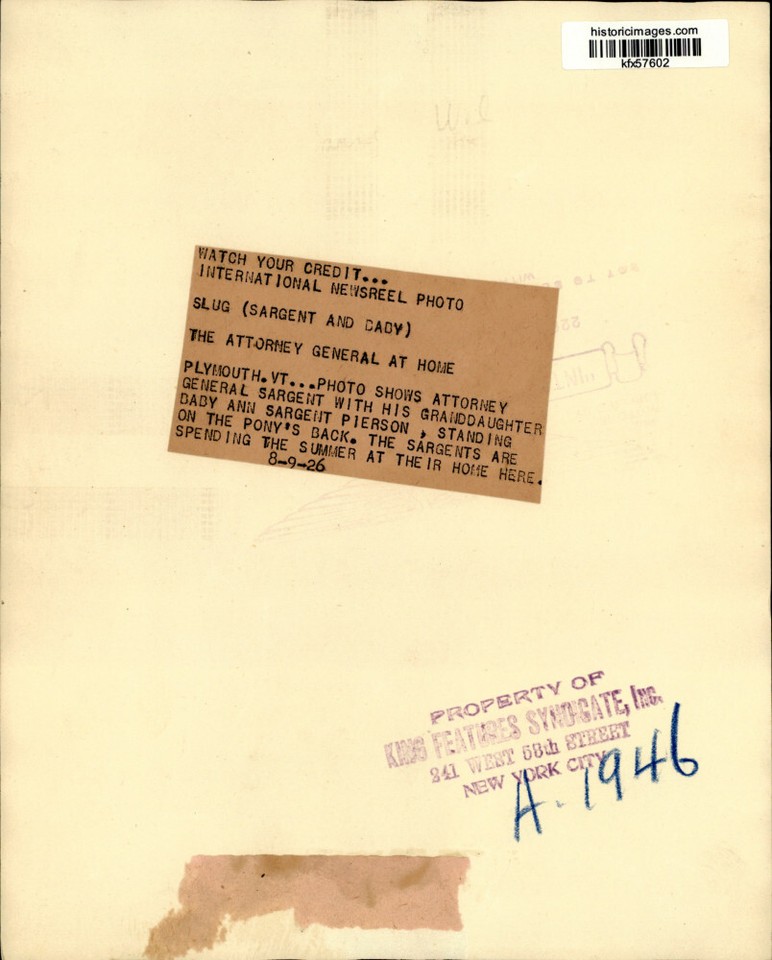 historicimages.com
kfx57602
WATCH YOUR CREDIT...
INTERNATIONAL NEWSREEL PHOTO
SLUG (SARGENT AND BABY)
THE ATTORNEY GENERAL AT HOME
PLYMOUTH.VT...PHOTO SHOWS ATTORNEY
GENERAL SARGENT WITH HIS GRANDDAUGHTER
BABY ANN SARGENT PIERSON , STANDING
ON THE PONY'S BACK. THE SARGENTS ARE
SPENDING THE SUMMER AT THEIR HOME HERE.
8-9-26
PROPERTY OF
KING FEATURES SYNDICATE, INC.
241 WEST 58th STREET
NEW YORK CITY
A. 1946